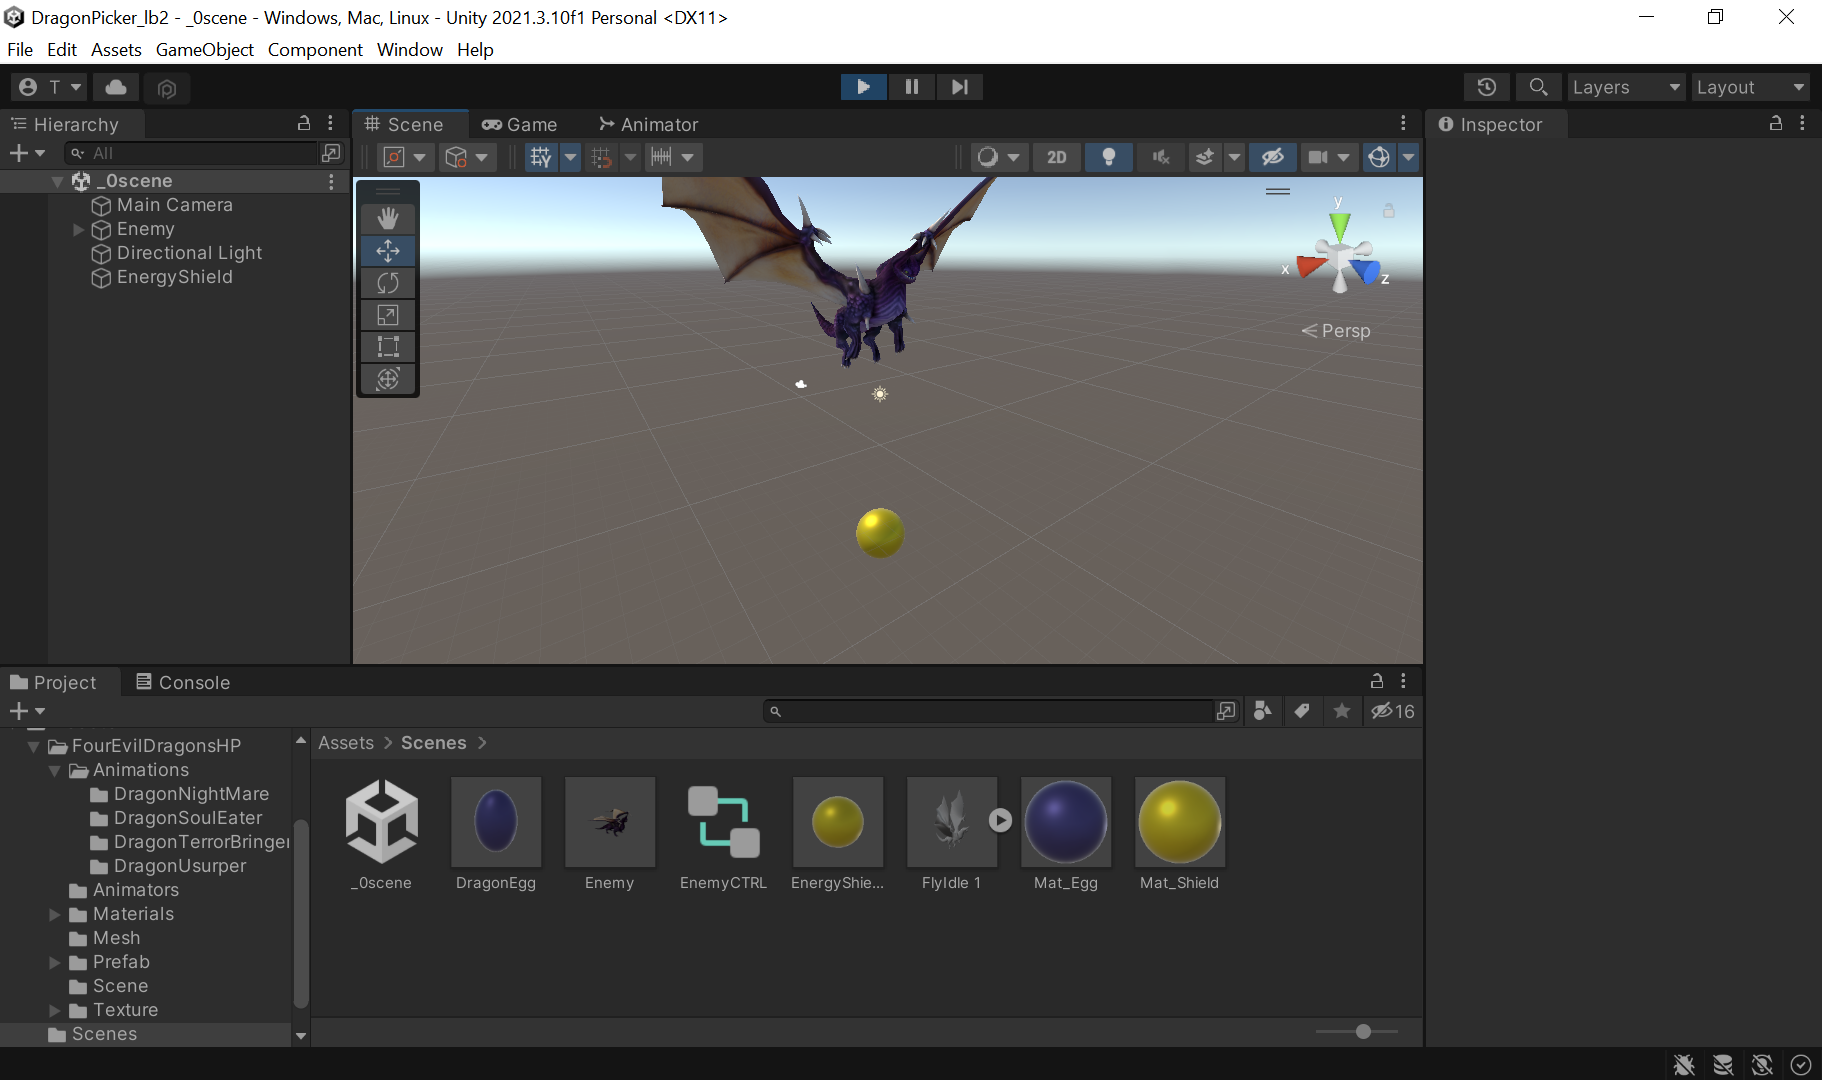 DragonPicker_lb2 - _0scene - Windows, Mac, Linux - Unity 2021.3.10f1 Personal <DX11>
File Edit Assets GameObject Component Window Help
T Layers Layout
Hierarchy
All
_0scene
Main Camera
Enemy
Directional Light
EnergyShield
Scene Game Animator
2D
y
x
z
Persp
Inspector
Project Console
16
FourEvilDragonsHP
Animations
DragonNightMare
DragonSoulEater
DragonTerrorBringer
DragonUsurper
Animators
Materials
Mesh
Prefab
Scene
Texture
Scenes
Assets > Scenes >
_0scene DragonEgg Enemy EnemyCTRL EnergyShie... FlyIdle 1 Mat_Egg Mat_Shield